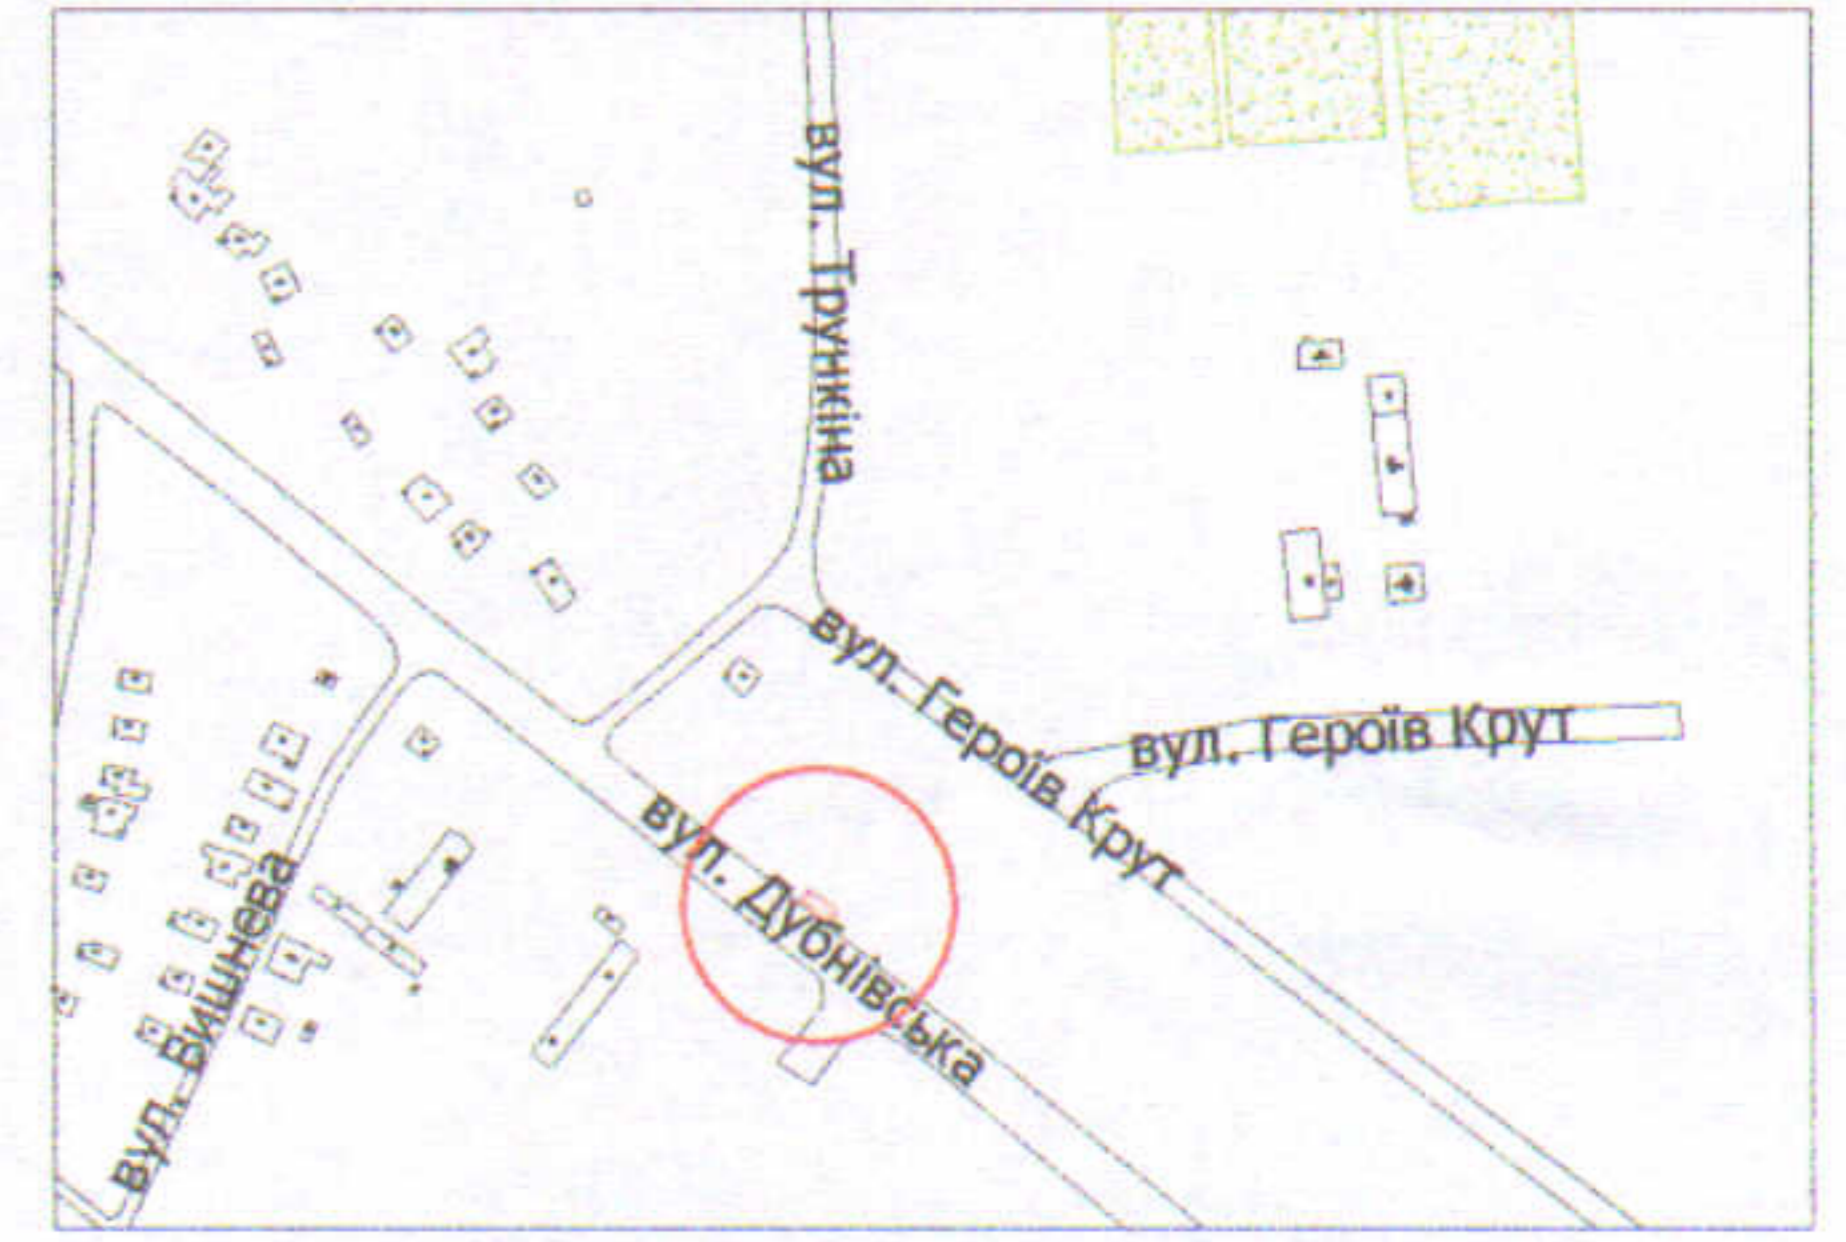 вул. Трункіна
вул. Героїв Крут
вул. Героїв Крут
вул. Дубнівська
вул. Вишнева